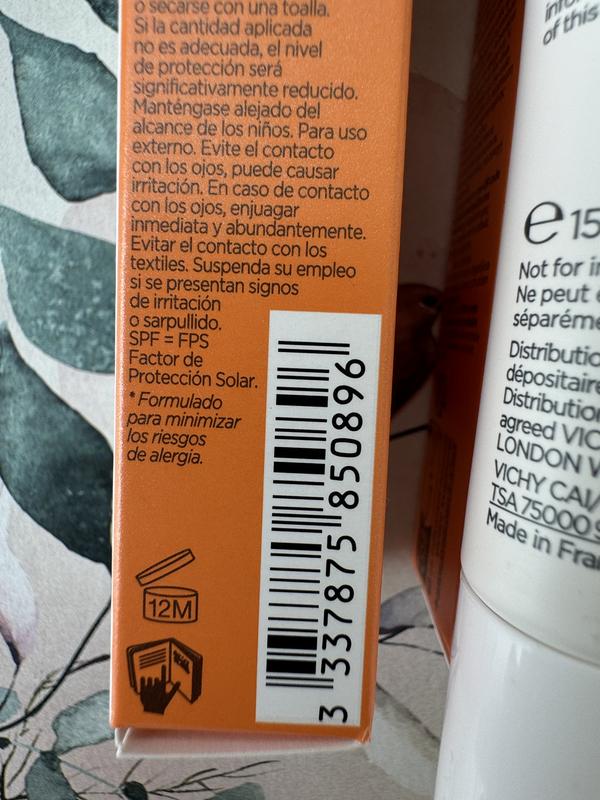 o secarse con una toalla.
Si la cantidad aplicada
no es adecuada, el nivel
de protección será
significativamente reducido.
Manténgase alejado del
alcance de los niños. Para uso
externo. Evite el contacto
con los ojos, puede causar
irritación. En caso de contacto
con los ojos, enjuagar
inmediata y abundantemente.
Evitar el contacto con los
textiles. Suspenda su empleo
si se presentan signos
de irritación
o sarpullido.
SPF = FPS
Factor de
Protección Solar.
* Formulado
para minimizar
los riesgos
de alergia.
12M
3 337875 850896
of this
e 15
Not for
Ne peut
Distributio
dépositaire
Distribution
agreed VIC
LONDON W
VICHY CAI/
TSA 75000
Made in Fra